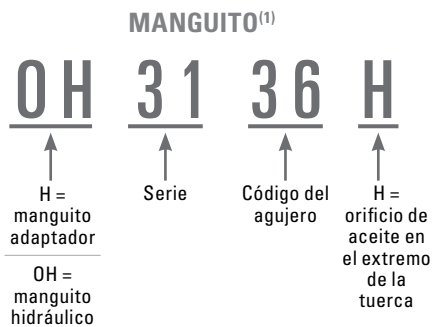 MANGUITO(1)
OH 31 36 H
H =
manguito
adaptador
OH =
manguito
hidráulico
Serie
Código del
agujero
H =
orificio de
aceite en
el extremo
de la
tuerca